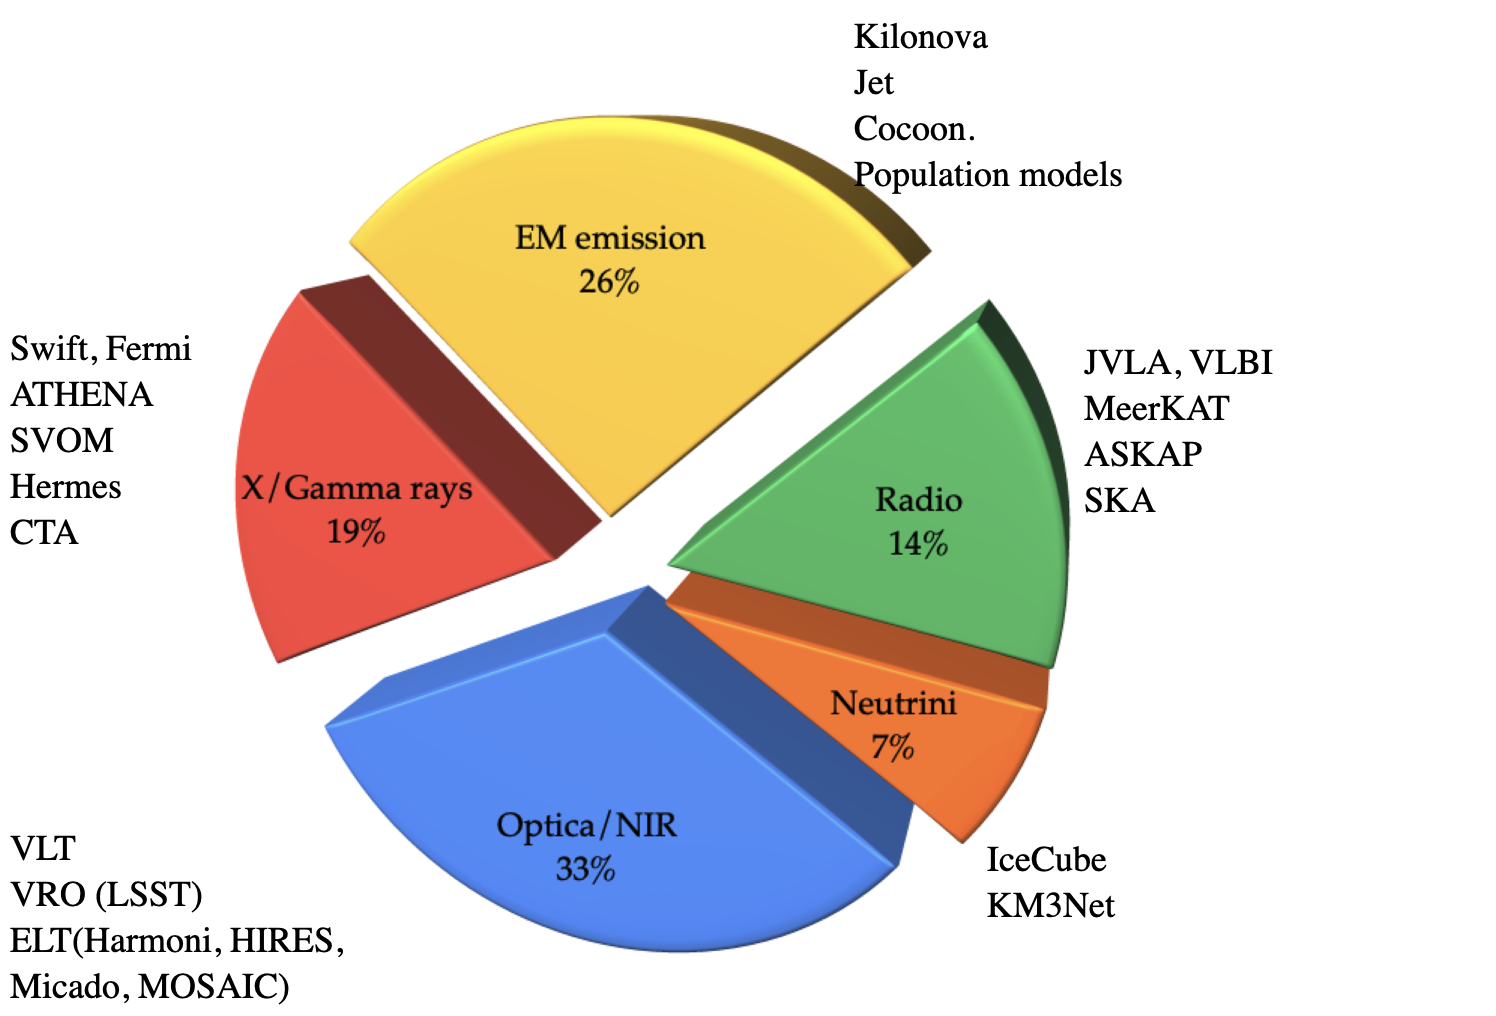 Kilonova
Jet
Cocoon.
Population models
EM emission
26%
Swift, Fermi
ATHENA
SVOM
Hermes
CTA
X/Gamma rays
19%
JVLA, VLBI
MeerKAT
ASKAP
SKA
Radio
14%
Neutrini
7%
Optica/NIR
33%
VLT
VRO (LSST)
ELT(Harmoni, HIRES,
Micado, MOSAIC)
IceCube
KM3Net